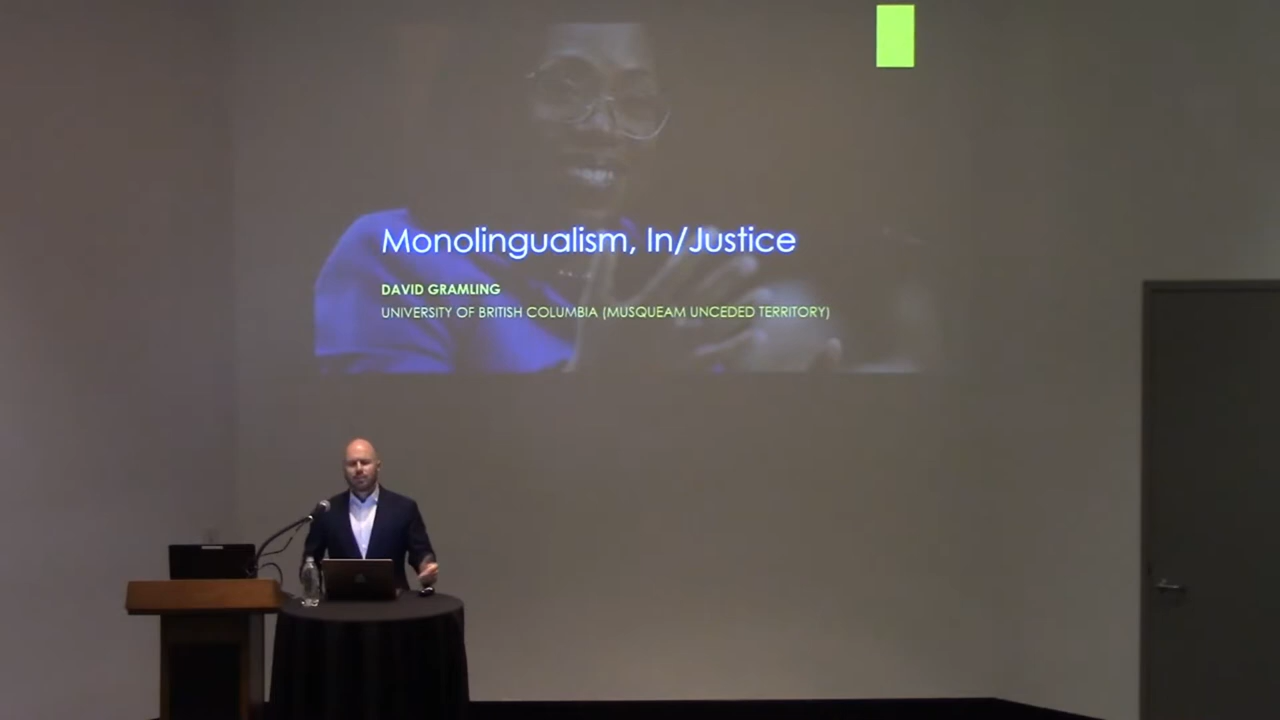 Monolingualism, In/Justice
DAVID GRAMLING
UNIVERSITY OF BRITISH COLUMBIA (MUSQUEAM UNCEDED TERRITORY)